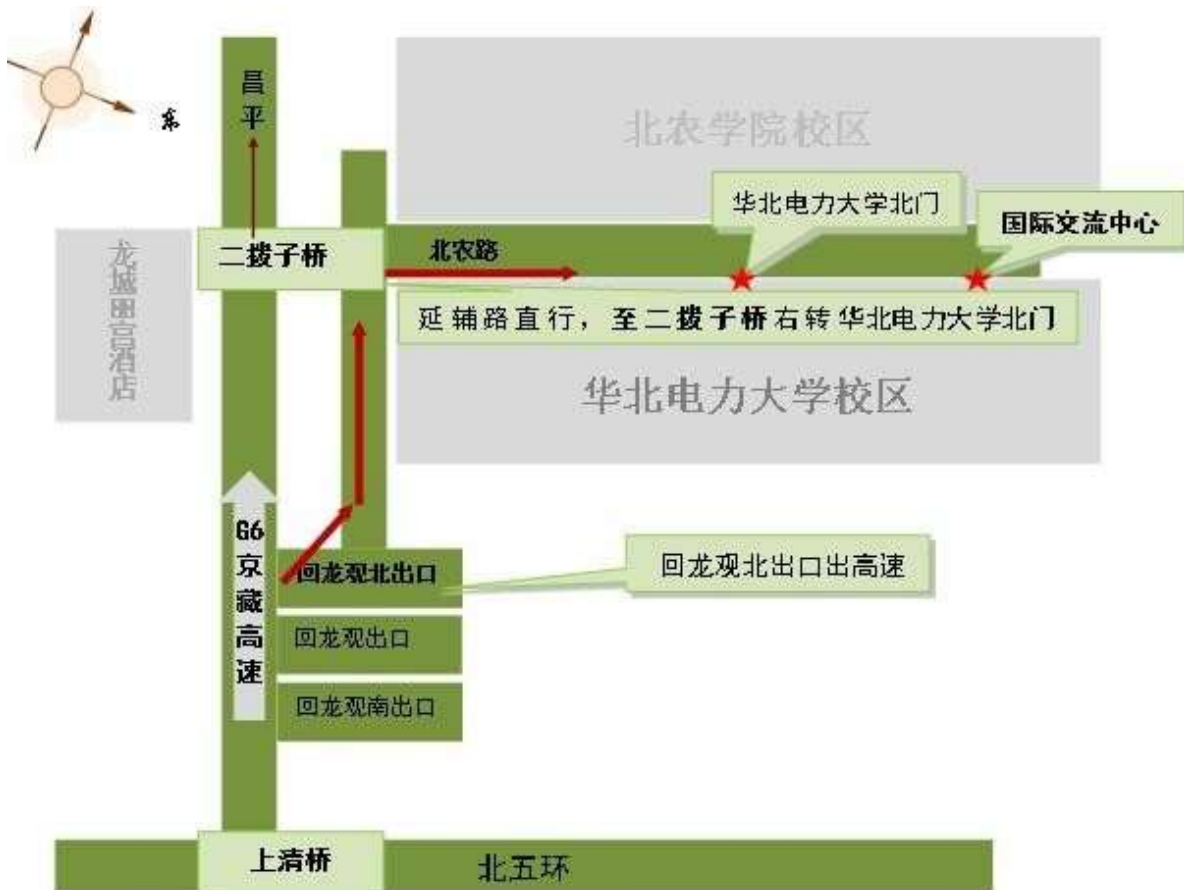 东
昌平
北农学院校区
华北电力大学北门
国际交流中心
二拨子桥
北农路
龙城丽宫酒店
延辅路直行，至二拨子桥右转华北电力大学北门
华北电力大学校区
G6京藏高速
回龙观北出口
回龙观北出口出高速
回龙观出口
回龙观南出口
上清桥
北五环